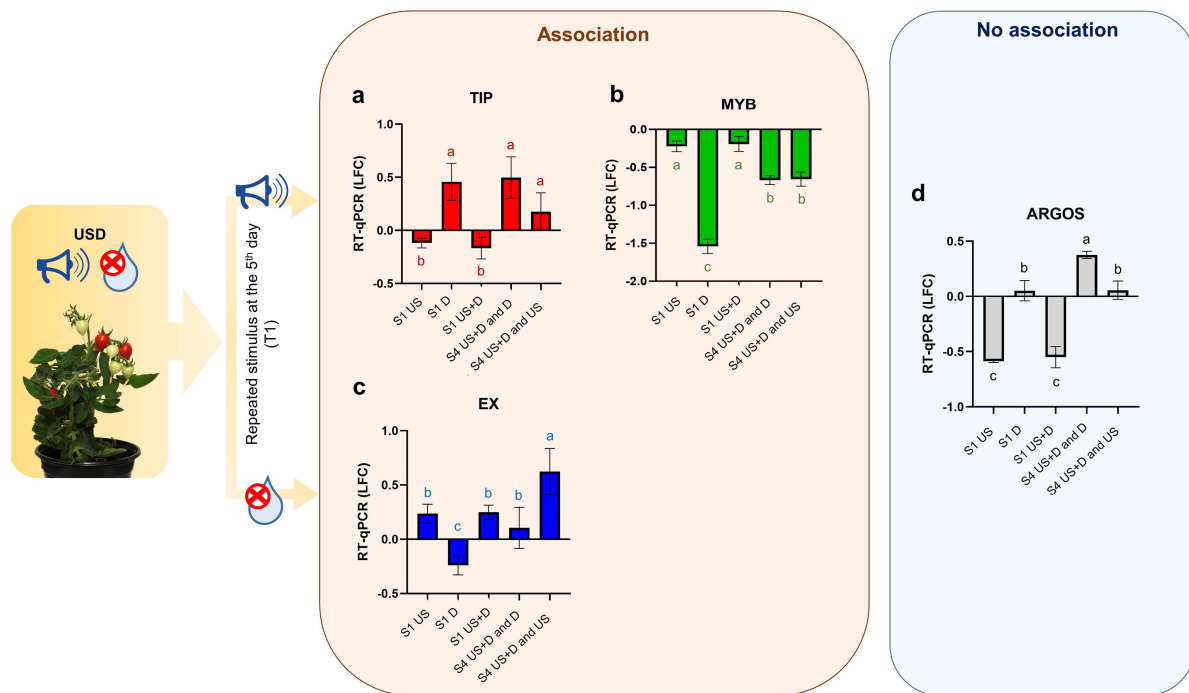 Association
No association
USD
Repeated stimulus at the 5th day
(T1)
a
TIP
RT-qPCR (LFC)
1.0
0.5
0.0
-0.5
b
a
b
a
a
S1 US
S1 D
S1 US+D
S4 US+D and D
S4 US+D and US
b
MYB
RT-qPCR (LFC)
0.0
-0.5
-1.0
-1.5
-2.0
a
c
a
b
b
S1 US
S1 D
S1 US+D
S4 US+D and D
S4 US+D and US
c
EX
RT-qPCR (LFC)
1.0
0.5
0.0
-0.5
b
c
b
b
a
S1 US
S1 D
S1 US+D
S4 US+D and D
S4 US+D and US
d
ARGOS
RT-qPCR (LFC)
0.5
0.0
-0.5
-1.0
c
b
c
a
b
S1 US
S1 D
S1 US+D
S4 US+D and D
S4 US+D and US